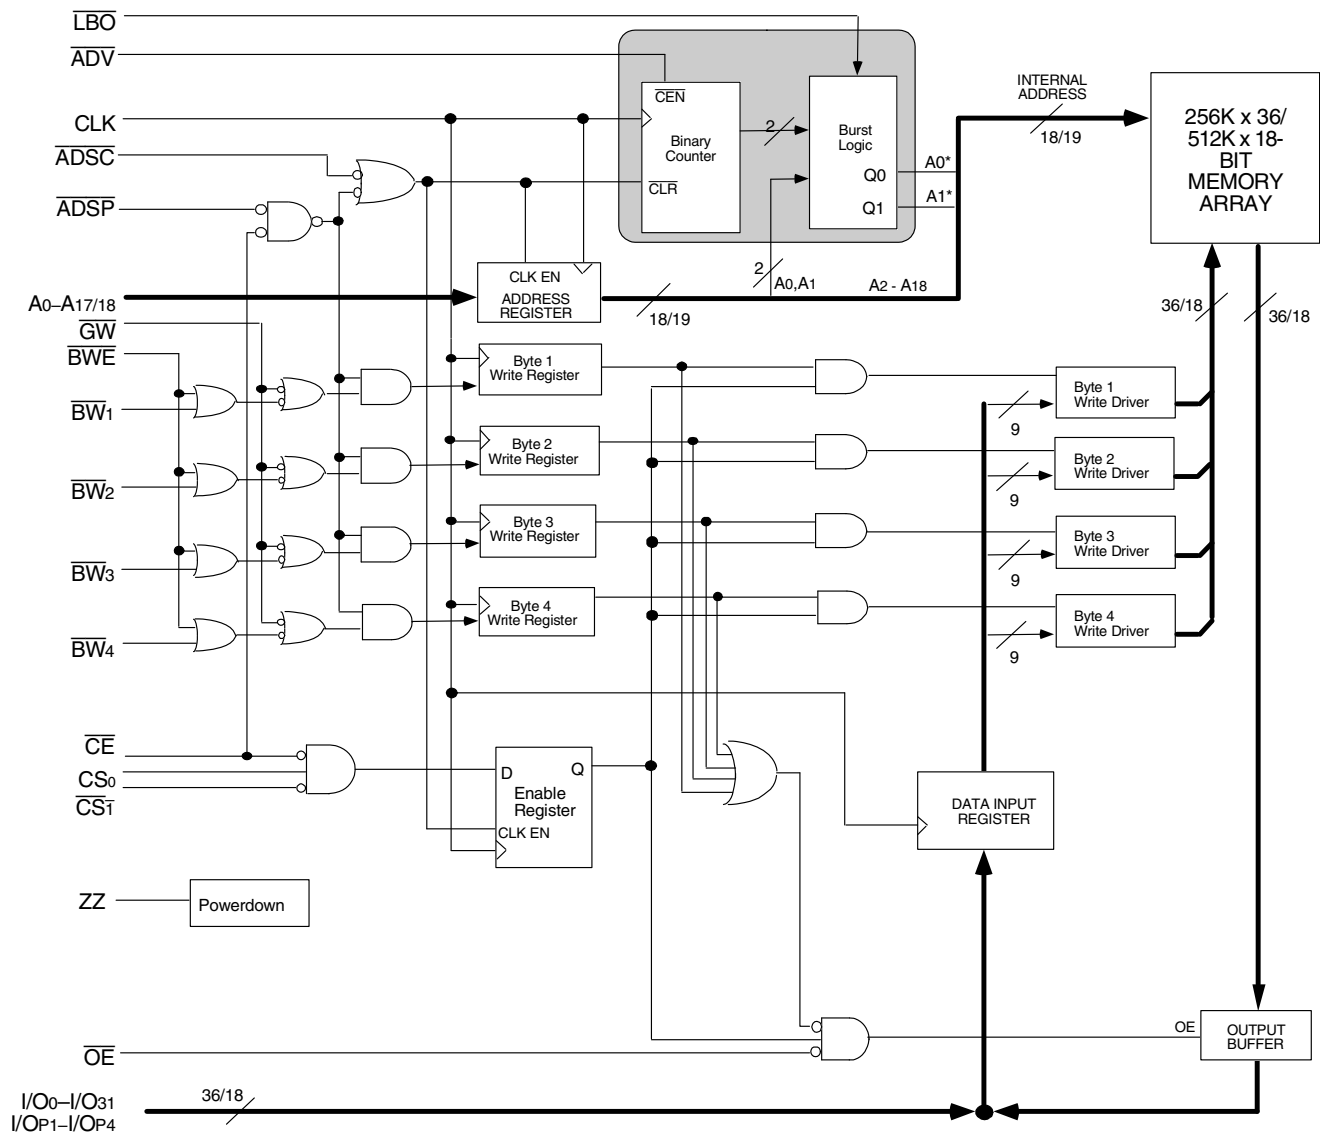 LBO
ADV
CLK
ADSC
ADSP
A0–A17/18
GW
BWE
BW1
BW2
BW3
BW4
CE
CS0
CS1
ZZ
OE
I/O0–I/O31
I/OP1–I/OP4
36/18
CEN
Binary
Counter
CLR
2
Burst
Logic
Q0
Q1
A0*
A1*
2
A0,A1
A2 - A18
INTERNAL
ADDRESS
18/19
256K x 36/
512K x 18-
BIT
MEMORY
ARRAY
CLK EN
ADDRESS
REGISTER
18/19
36/18
36/18
Byte 1
Write Register
Byte 2
Write Register
Byte 3
Write Register
Byte 4
Write Register
9
Byte 1
Write Driver
9
Byte 2
Write Driver
9
Byte 3
Write Driver
9
Byte 4
Write Driver
D
Q
Enable
Register
CLK EN
DATA INPUT
REGISTER
Powerdown
OE
OUTPUT
BUFFER